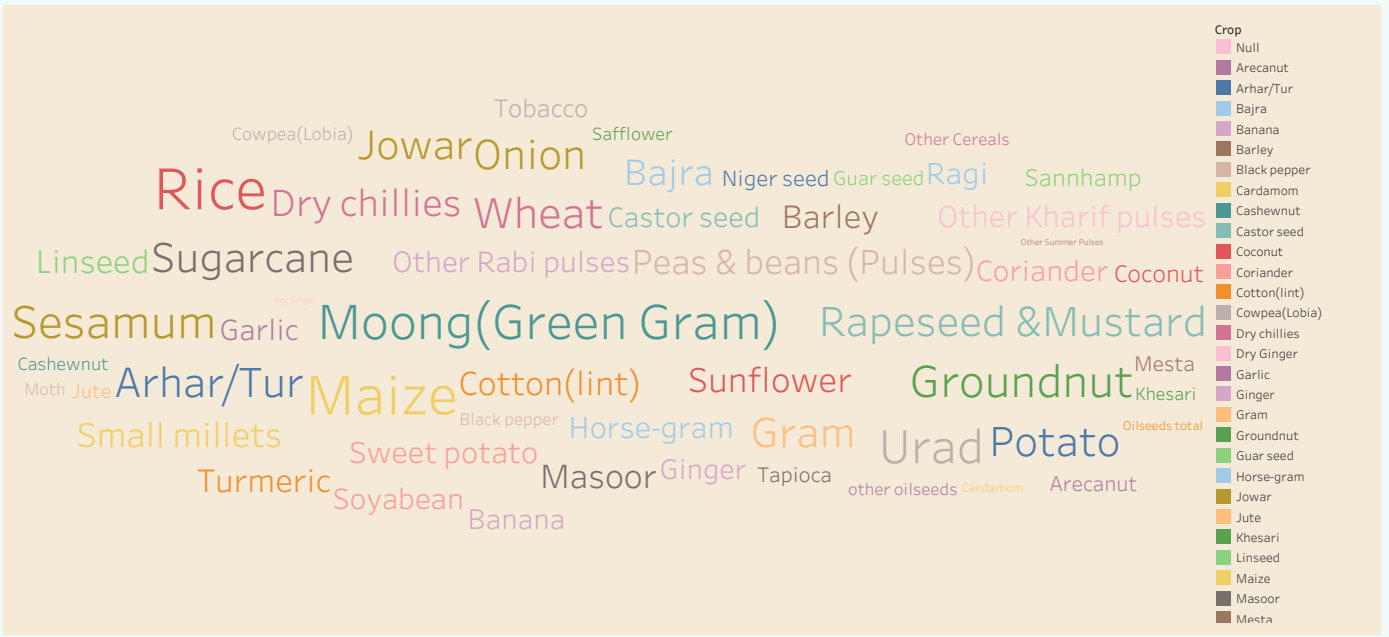 Tobacco
Cowpea(Lobia) Jowar Onion Safflower Other Cereals
Rice Dry chillies Wheat Bajra Niger seed Guar seed Ragi Sannhamp
Castor seed Barley Other Kharif pulses
Other Summer Pulses
Linseed Sugarcane Other Rabi pulses Peas & beans (Pulses) Coriander Coconut
Dry Ginger
Sesamum Garlic Moong(Green Gram) Rapeseed &Mustard
Cashewnut Mesta
Moth Jute Arhar/Tur Maize Cotton(lint) Sunflower Groundnut Khesari
Black pepper
Small millets Horse-gram Gram Urad Potato Oilseeds total
Sweet potato
Turmeric Masoor Ginger Tapioca other oilseeds Cardamom Arecanut
Soyabean
Banana
Crop
Null
Arecanut
Arhar/Tur
Bajra
Banana
Barley
Black pepper
Cardamom
Cashewnut
Castor seed
Coconut
Coriander
Cotton(lint)
Cowpea(Lobia)
Dry chillies
Dry Ginger
Garlic
Ginger
Gram
Groundnut
Guar seed
Horse-gram
Jowar
Jute
Khesari
Linseed
Maize
Masoor
Mesta